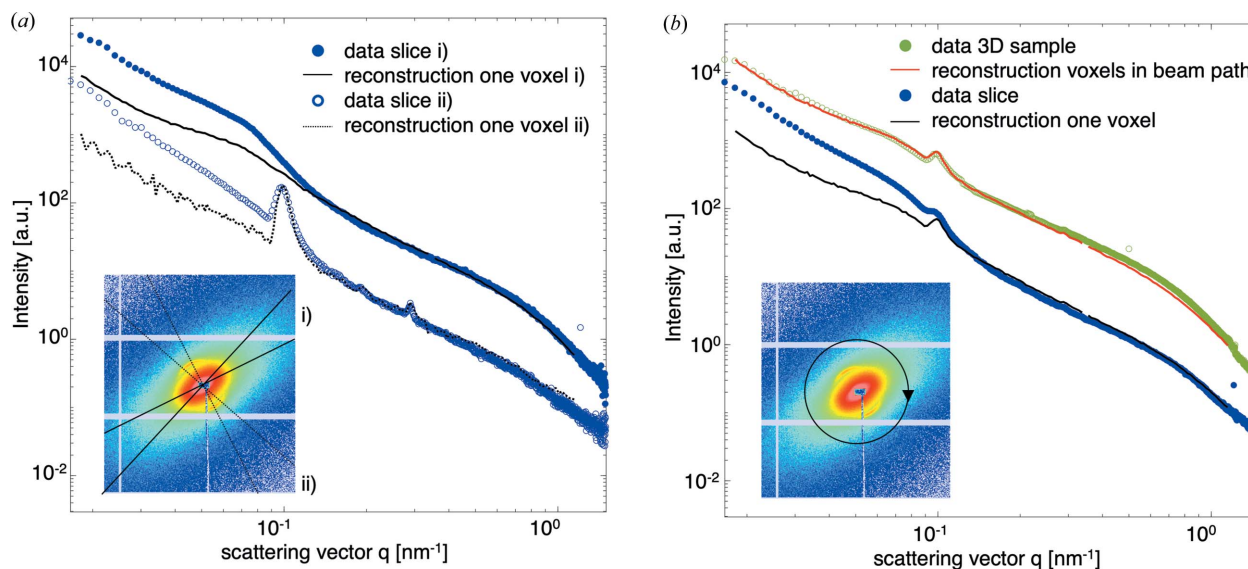 (a)
data slice i)
reconstruction one voxel i)
data slice ii)
reconstruction one voxel ii)
Intensity [a.u.]
10^4
10^2
10^0
10^-2
i)
ii)
10^-1
10^0
scattering vector q [nm^-1]
(b)
data 3D sample
reconstruction voxels in beam path
data slice
reconstruction one voxel
Intensity [a.u.]
10^4
10^2
10^0
10^-2
10^-1
10^0
scattering vector q [nm^-1]